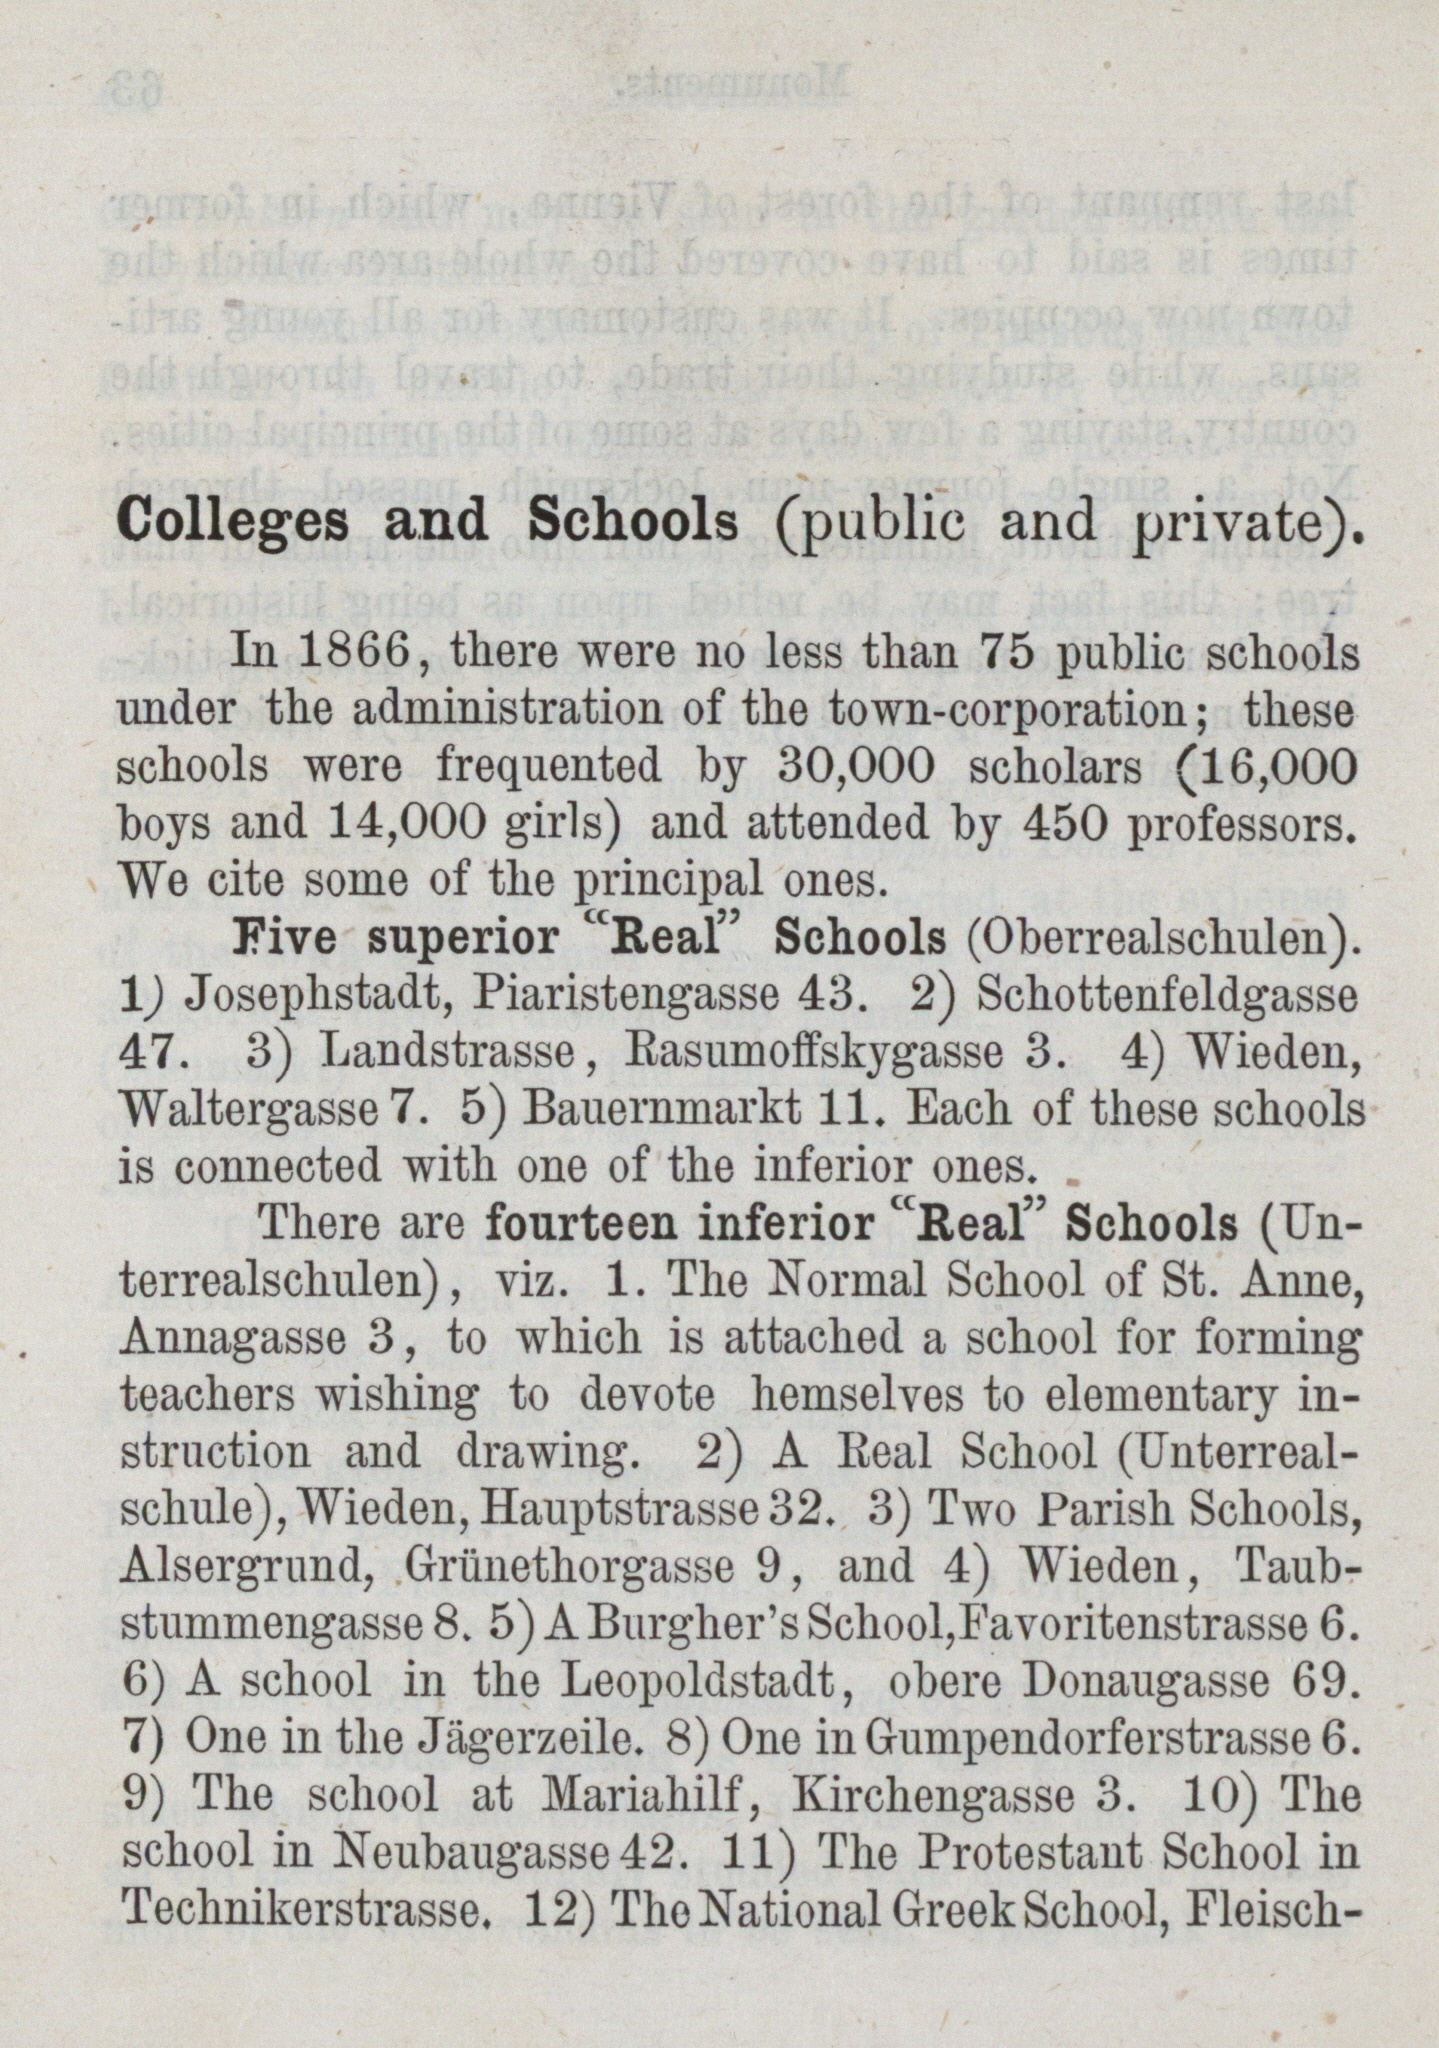 Colleges and Schools (public and private).
In 1866, there were no less than 75 public schools
under the administration of the town-corporation; these
schools were frequented by 30,000 scholars (16,000
boys and 14,000 girls) and attended by 450 professors.
We cite some of the principal ones.
Five superior “Real” Schools (Oberrealschulen).
1) Josephstadt, Piaristengasse 43. 2) Schottenfeldgasse
47. 3) Landstrasse, Rasumoffskygasse 3. 4) Wieden,
Waltergasse 7. 5) Bauernmarkt 11. Each of these schools
is connected with one of the inferior ones.
There are fourteen inferior “Real” Schools (Un-
terrealschulen), viz. 1. The Normal School of St. Anne,
Annagasse 3, to which is attached a school for forming
teachers wishing to devote hemselves to elementary in-
struction and drawing. 2) A Real School (Unterreal-
schule), Wieden, Hauptstrasse 32. 3) Two Parish Schools,
Alsergrund, Grünethorgasse 9, and 4) Wieden, Taub-
stummengasse 8. 5) A Burgher’s School, Favoritenstrasse 6.
6) A school in the Leopoldstadt, obere Donaugasse 69.
7) One in the Jägerzeile. 8) One in Gumpendorferstrasse 6.
9) The school at Mariahilf, Kirchengasse 3. 10) The
school in Neubaugasse 42. 11) The Protestant School in
Technikerstrasse. 12) The National Greek School, Fleisch-